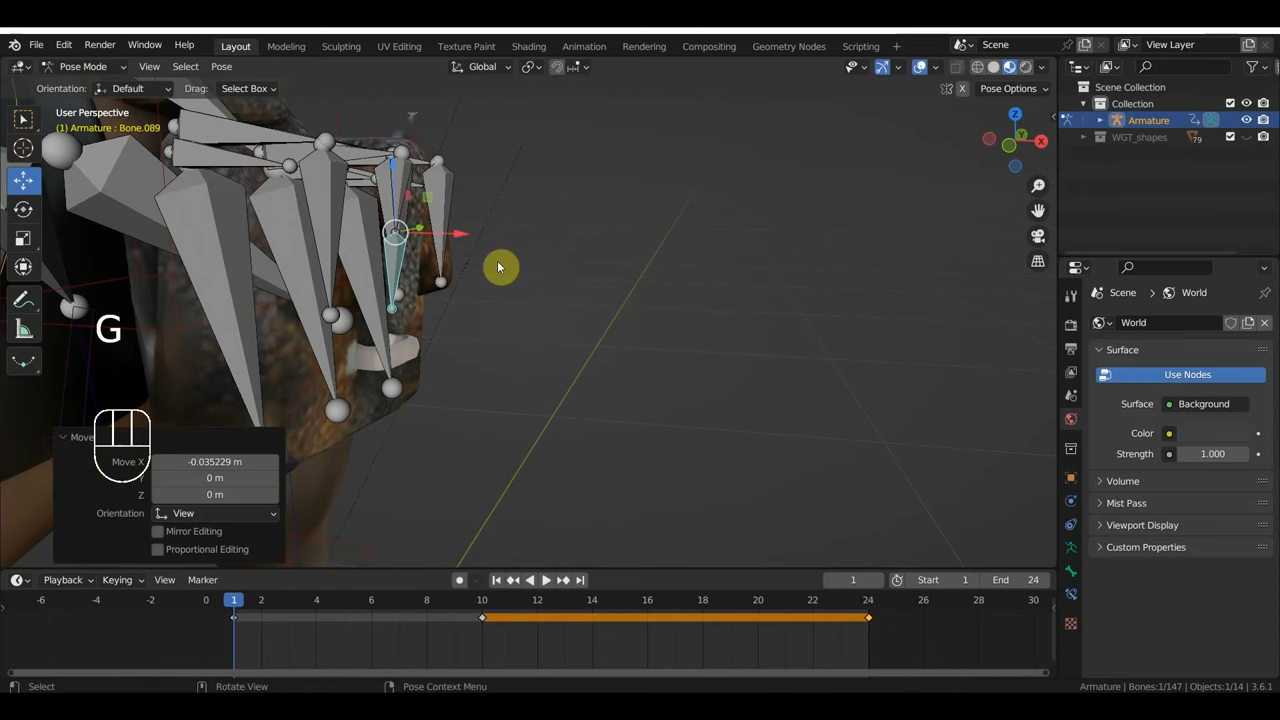 File Edit Render Window Help Layout Modeling Sculpting UV Editing Texture Paint Shading Animation Rendering Compositing Geometry Nodes Scripting + Scene View Layer
Pose Mode View Select Pose Global
Orientation: Default Drag: Select Box X Pose Options
User Perspective
(1) Armature : Bone.089
Scene Collection
Collection
Armature
WGT_shapes 79
Z
Y
X
G
Move
Move X -0.035229 m
Y 0 m
Z 0 m
Orientation View
Mirror Editing
Proportional Editing
Scene World
World
Surface
Use Nodes
Surface Background
Color
Strength 1.000
Volume
Mist Pass
Viewport Display
Custom Properties
Playback Keying View Marker 1 Start 1 End 24
-6 -4 -2 0 1 2 4 6 8 10 12 14 16 18 20 22 24 26 28 30
Select Rotate View Pose Context Menu Armature | Bones:1/147 | Objects:1/14 | 3.6.1